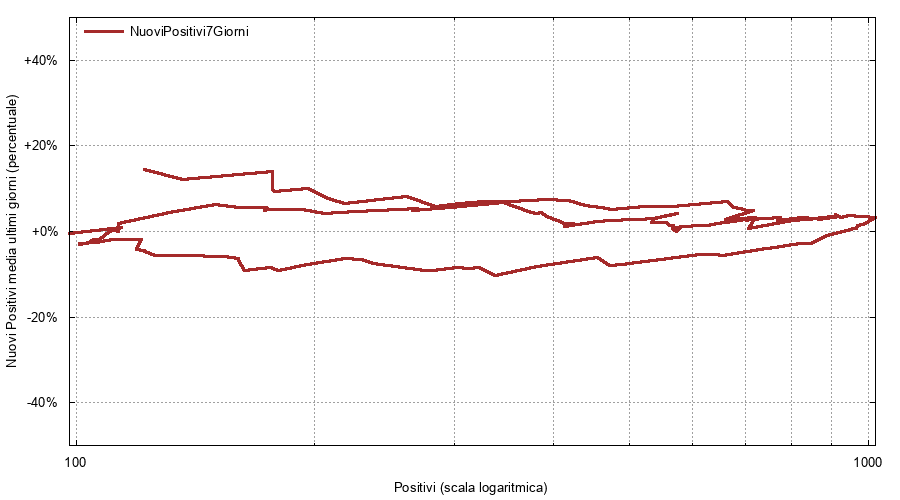 NuoviPositivi7Giorni
+40%
+20%
+0%
-20%
-40%
Nuovi Positivi media ultimi giorni (percentuale)
100
1000
Positivi (scala logaritmica)